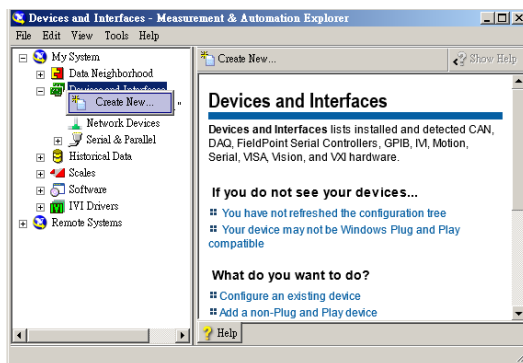 Devices and Interfaces - Measurement & Automation Explorer
File Edit View Tools Help
My System
Data Neighborhood
Devices and Interfaces
Create New...
"
Network Devices
Serial & Parallel
Historical Data
Scales
Software
IVI Drivers
Remote Systems
Create New...
Show Help
Devices and Interfaces
Devices and Interfaces lists installed and detected CAN,
DAQ, FieldPoint Serial Controllers, GPIB, IVI, Motion,
Serial, VISA, Vision, and VXI hardware.
If you do not see your devices...
You have not refreshed the configuration tree
Your device may not be Windows Plug and Play
compatible
What do you want to do?
Configure an existing device
Add a non-Plug and Play device
Help